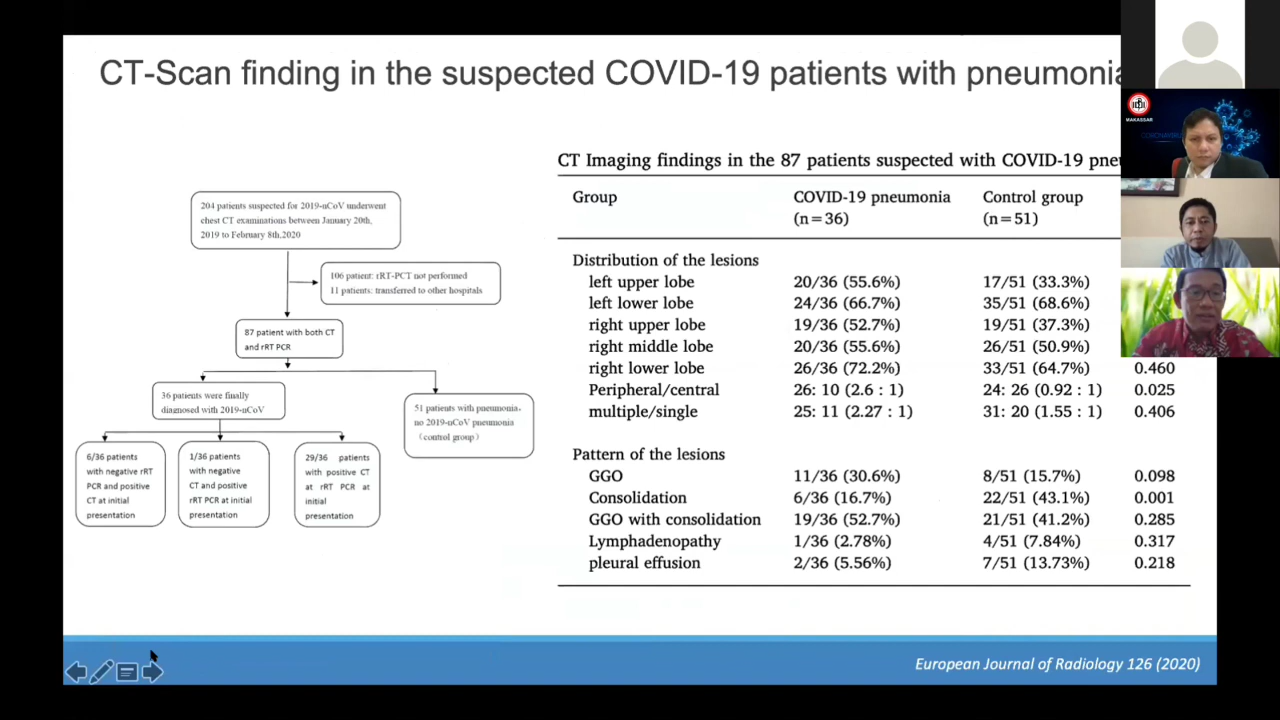 CT-Scan finding in the suspected COVID-19 patients with pneumonia
MAKASSAR
204 patients suspected for 2019-nCoV underwent
chest CT examinations between January 20th,
2019 to February 8th,2020
106 patient: rRT-PCT not performed
11 patients: transferred to other hospitals
87 patient with both CT
and rRT PCR
36 patients were finally
diagnosed with 2019-nCoV
51 patients with pneumonia-
no 2019-nCoV pneumonia
(control group)
6/36 patients
with negative rRT
PCR and positive
CT at initial
presentation
1/36 patients
with negative
CT and positive
rRT PCR at initial
presentation
29/36 patients
with positive CT
at rRT PCR at
initial
presentation
CT Imaging findings in the 87 patients suspected with COVID-19
Group COVID-19 pneumonia Control group
(n=36) (n=51)
Distribution of the lesions
left upper lobe 20/36 (55.6%) 17/51 (33.3%)
left lower lobe 24/36 (66.7%) 35/51 (68.6%)
right upper lobe 19/36 (52.7%) 19/51 (37.3%)
right middle lobe 20/36 (55.6%) 26/51 (50.9%)
right lower lobe 26/36 (72.2%) 33/51 (64.7%) 0.460
Peripheral/central 26: 10 (2.6 : 1) 24: 26 (0.92 : 1) 0.025
multiple/single 25: 11 (2.27 : 1) 31: 20 (1.55 : 1) 0.406
Pattern of the lesions
GGO 11/36 (30.6%) 8/51 (15.7%) 0.098
Consolidation 6/36 (16.7%) 22/51 (43.1%) 0.001
GGO with consolidation 19/36 (52.7%) 21/51 (41.2%) 0.285
Lymphadenopathy 1/36 (2.78%) 4/51 (7.84%) 0.317
pleural effusion 2/36 (5.56%) 7/51 (13.73%) 0.218
European Journal of Radiology 126 (2020)